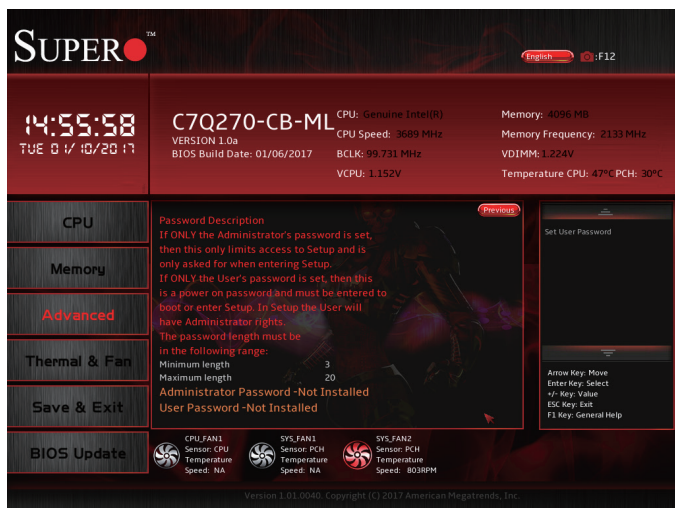 SUPER
TM
English
:F12
14:55:58
TUE 01/10/2017
C7Q270-CB-ML
VERSION 1.0a
BIOS Build Date: 01/06/2017
CPU: Genuine Intel(R)
CPU Speed: 3689 MHz
BCLK: 99.731 MHz
VCPU: 1.152V
Memory: 4096 MB
Memory Frequency: 2133 MHz
VDIMM: 1.224V
Temperature CPU: 47°C PCH: 30°C
CPU
Memory
Advanced
Thermal & Fan
Save & Exit
BIOS Update
Previous
Password Description
If ONLY the Administrator's password is set,
then this only limits access to Setup and is
only asked for when entering Setup.
If ONLY the User's password is set, then this
is a power on password and must be entered to
boot or enter Setup. In Setup the User will
have Administrator rights.
The password length must be
in the following range:
Minimum length 3
Maximum length 20
Administrator Password -Not Installed
User Password -Not Installed
Set User Password
Arrow Key: Move
Enter Key: Select
+/- Key: Value
ESC Key: Exit
F1 Key: General Help
CPU_FAN1
Sensor: CPU
Temperature
Speed: NA
SYS_FAN1
Sensor: PCH
Temperature
Speed: NA
SYS_FAN2
Sensor: PCH
Temperature
Speed: 803RPM
Version 1.01.0040. Copyright (C) 2017 American Megatrends, Inc.